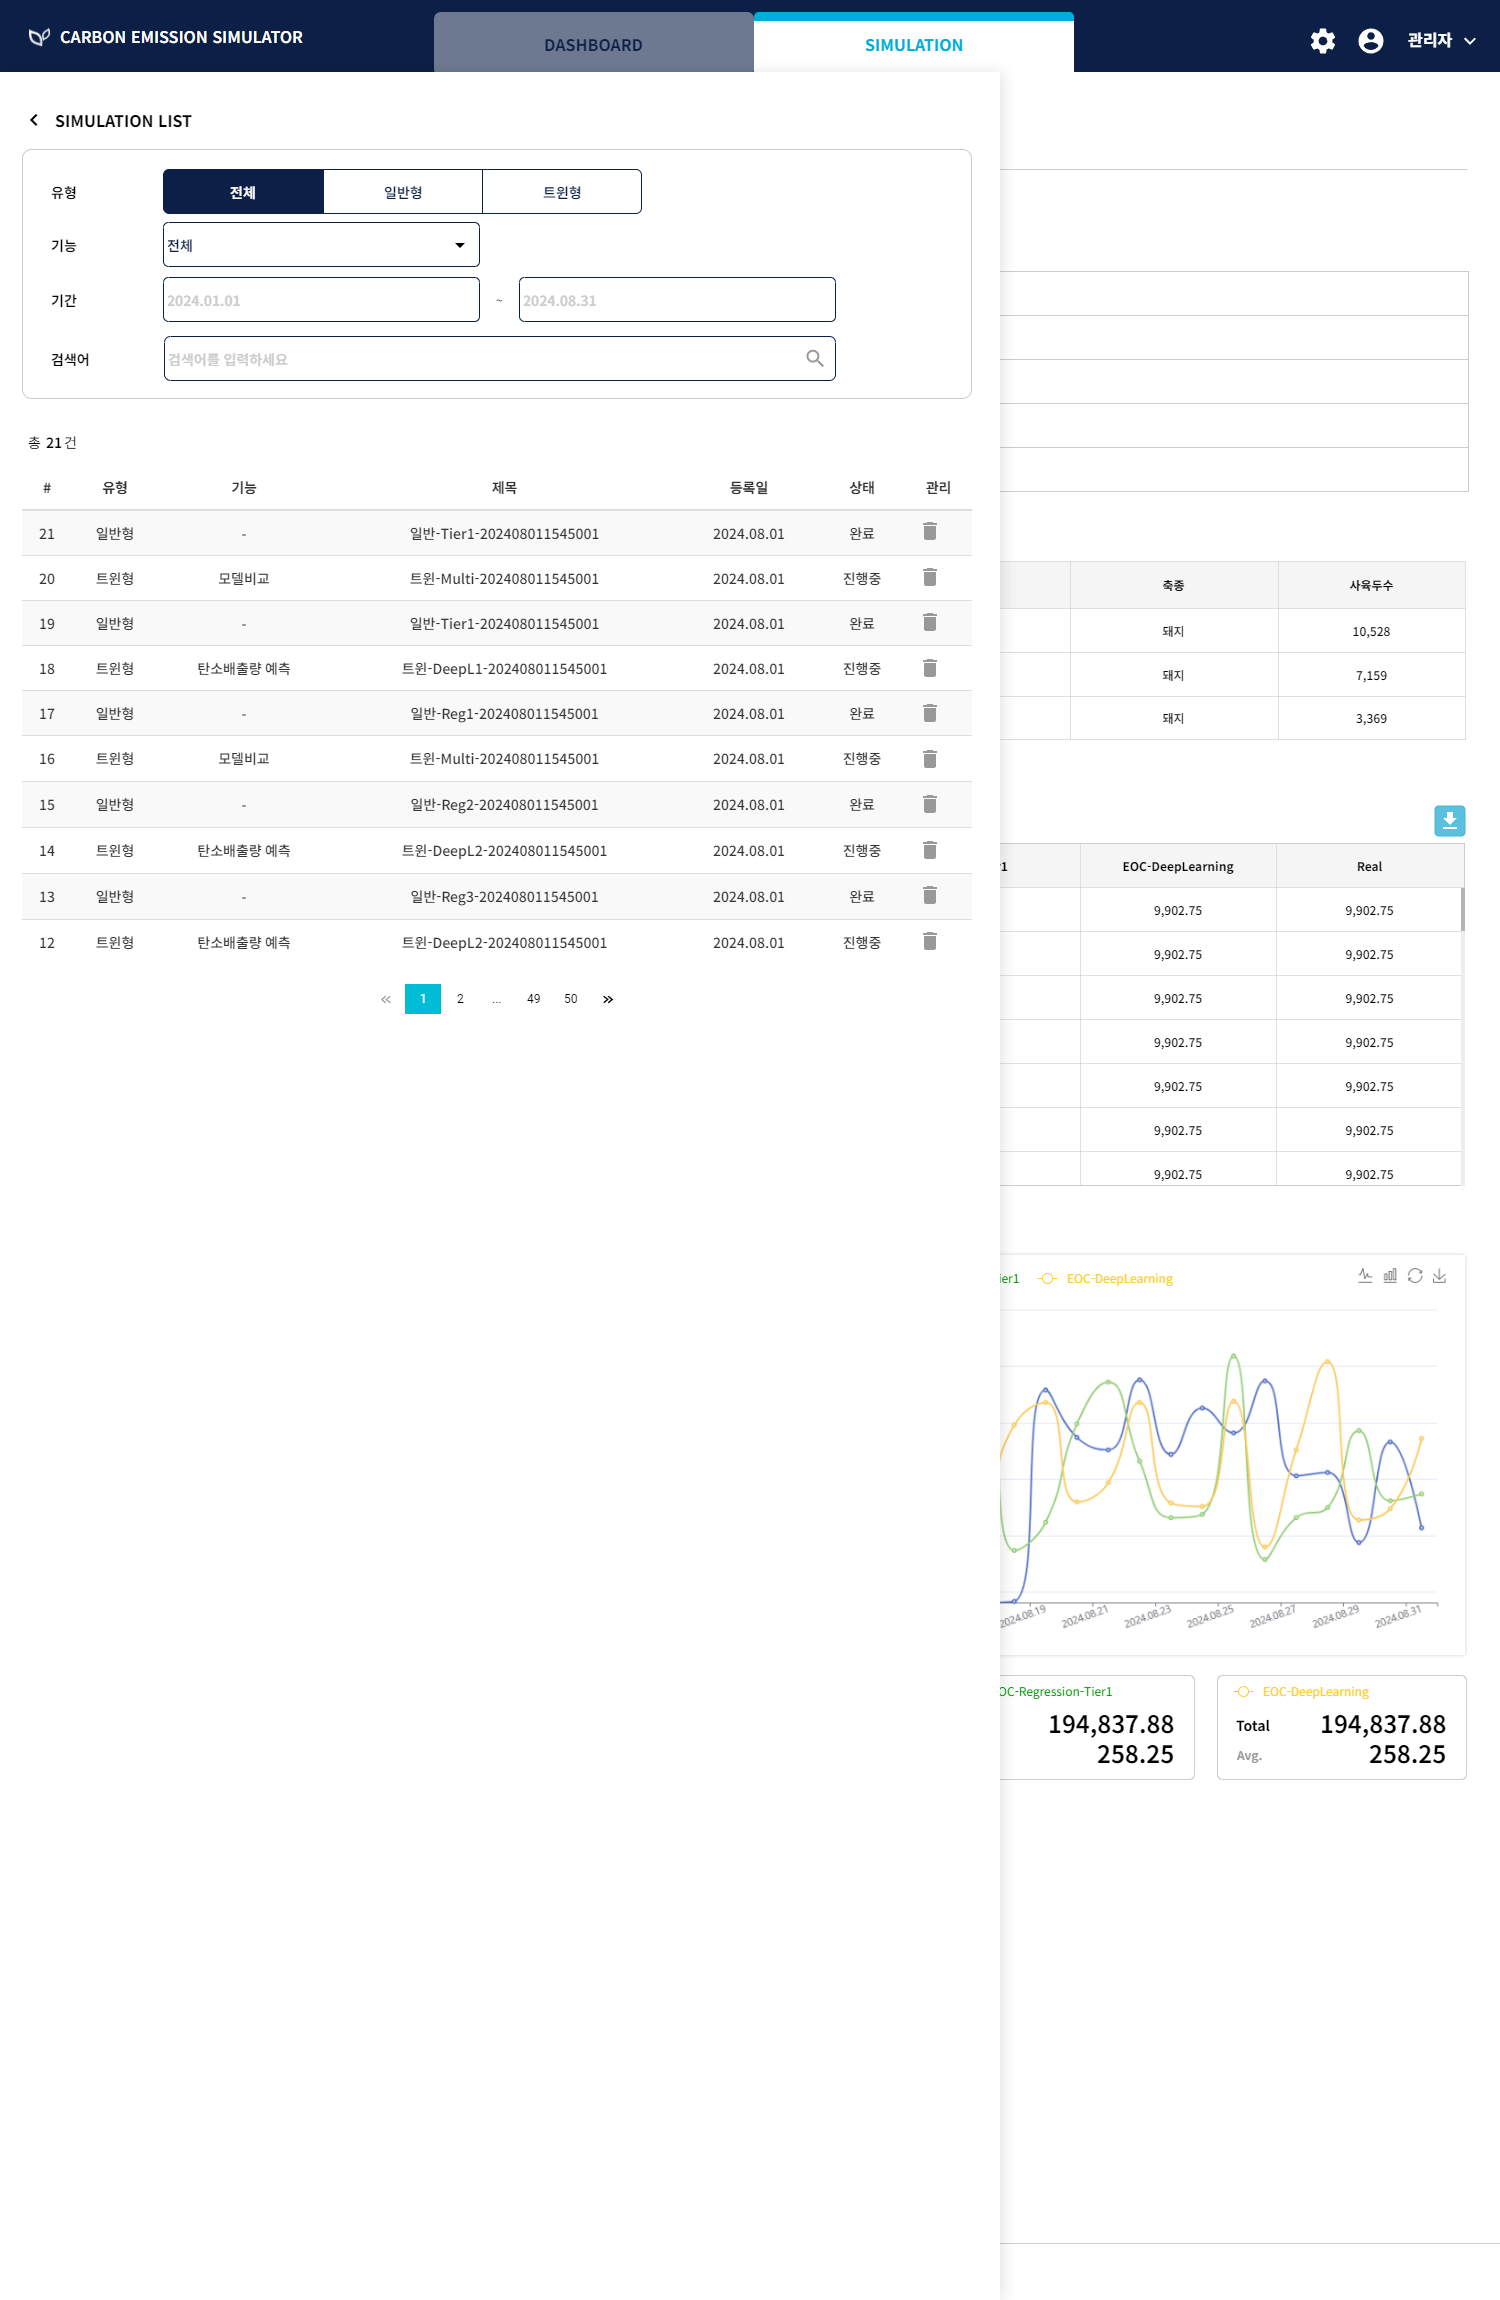 CARBON EMISSION SIMULATOR
DASHBOARD
SIMULATION
관리자
SIMULATION LIST
유형 전체 일반형 트윈형
기능 전체
기간 2024.01.01 ~ 2024.08.31
검색어 검색어를 입력하세요
총 21건
# 유형 기능 제목 등록일 상태 관리
21 일반형 - 일반-Tier1-202408011545001 2024.08.01 완료
20 트윈형 모델비교 트윈-Multi-202408011545001 2024.08.01 진행중
19 일반형 - 일반-Tier1-202408011545001 2024.08.01 완료
18 트윈형 탄소배출량 예측 트윈-DeepL1-202408011545001 2024.08.01 진행중
17 일반형 - 일반-Reg1-202408011545001 2024.08.01 완료
16 트윈형 모델비교 트윈-Multi-202408011545001 2024.08.01 진행중
15 일반형 - 일반-Reg2-202408011545001 2024.08.01 완료
14 트윈형 탄소배출량 예측 트윈-DeepL2-202408011545001 2024.08.01 진행중
13 일반형 - 일반-Reg3-202408011545001 2024.08.01 완료
12 트윈형 탄소배출량 예측 트윈-DeepL2-202408011545001 2024.08.01 진행중
« 1 2 ... 49 50 »
축종 사육두수
돼지 10,528
돼지 7,159
돼지 3,369
1 EOC-DeepLearning Real
9,902.75 9,902.75
9,902.75 9,902.75
9,902.75 9,902.75
9,902.75 9,902.75
9,902.75 9,902.75
9,902.75 9,902.75
9,902.75 9,902.75
ier1 EOC-DeepLearning
2024.08.19 2024.08.21 2024.08.23 2024.08.25 2024.08.27 2024.08.29 2024.08.31
OC-Regression-Tier1
194,837.88
258.25
EOC-DeepLearning
Total 194,837.88
Avg. 258.25